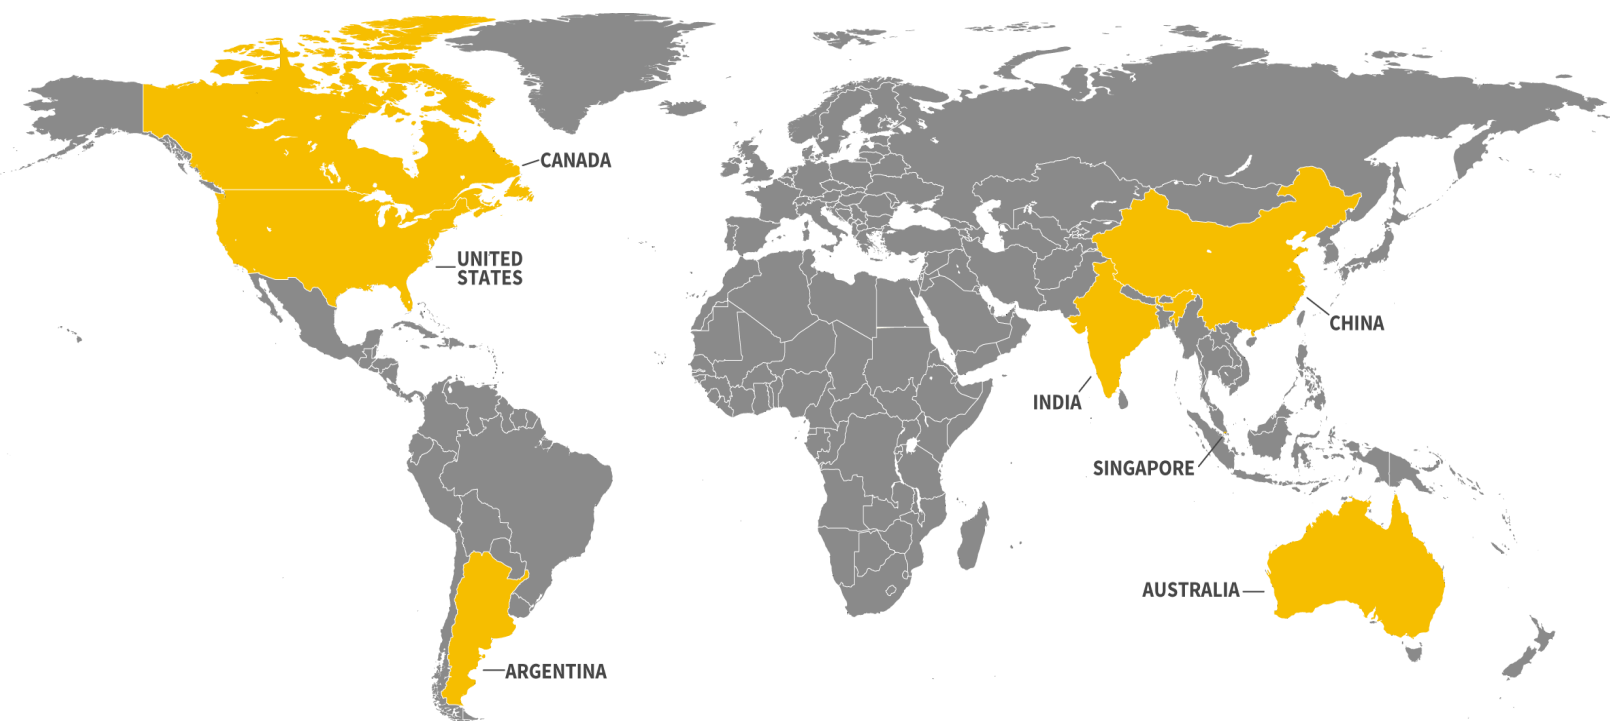 CANADA
UNITED
STATES
CHINA
INDIA
SINGAPORE
AUSTRALIA
ARGENTINA